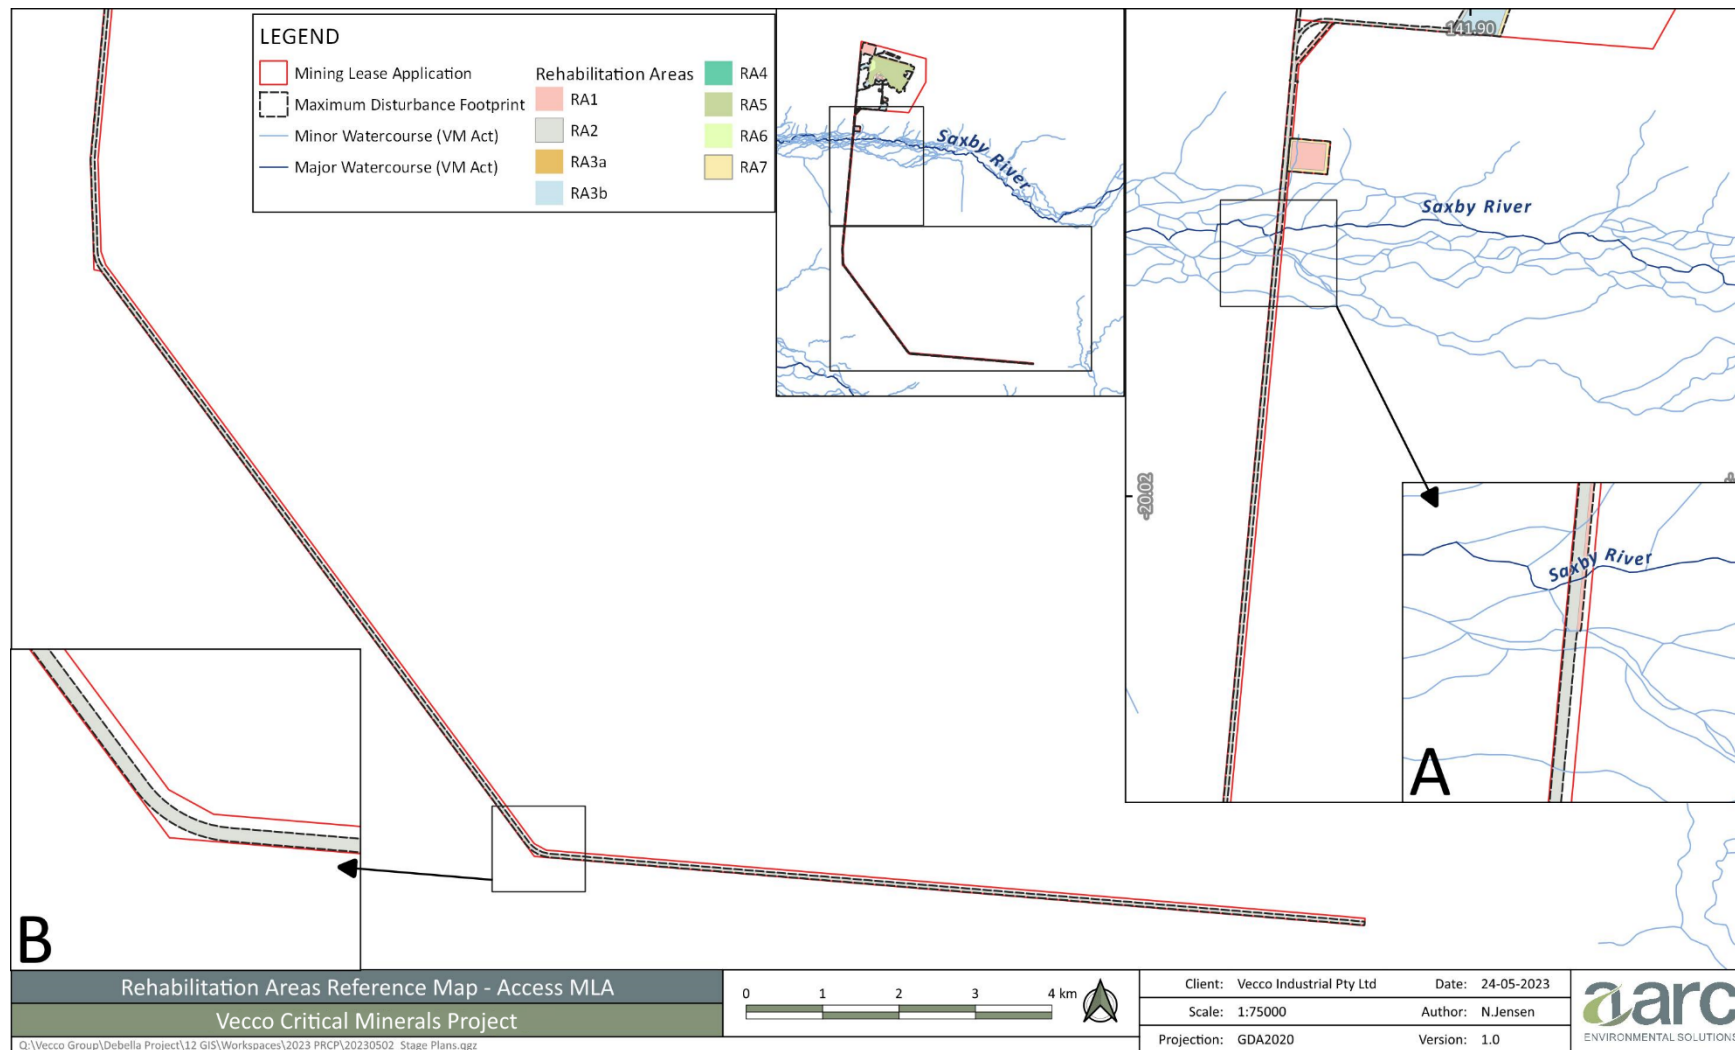 LEGEND
Mining Lease Application
Maximum Disturbance Footprint
Minor Watercourse (VM Act)
Major Watercourse (VM Act)
Rehabilitation Areas
RA1
RA2
RA3a
RA3b
RA4
RA5
RA6
RA7
Saxby River
141.90
Saxby River
-20.02
Saxby River
A
B
Rehabilitation Areas Reference Map - Access MLA
Vecco Critical Minerals Project
Q:\Vecco Group\Debella Project\12 GIS\Workspaces\2023 PRCP\20230502_Stage Plans.qgz
0 1 2 3 4 km
Client: Vecco Industrial Pty Ltd Date: 24-05-2023
Scale: 1:75000 Author: N.Jensen
Projection: GDA2020 Version: 1.0
aarc
ENVIRONMENTAL SOLUTIONS